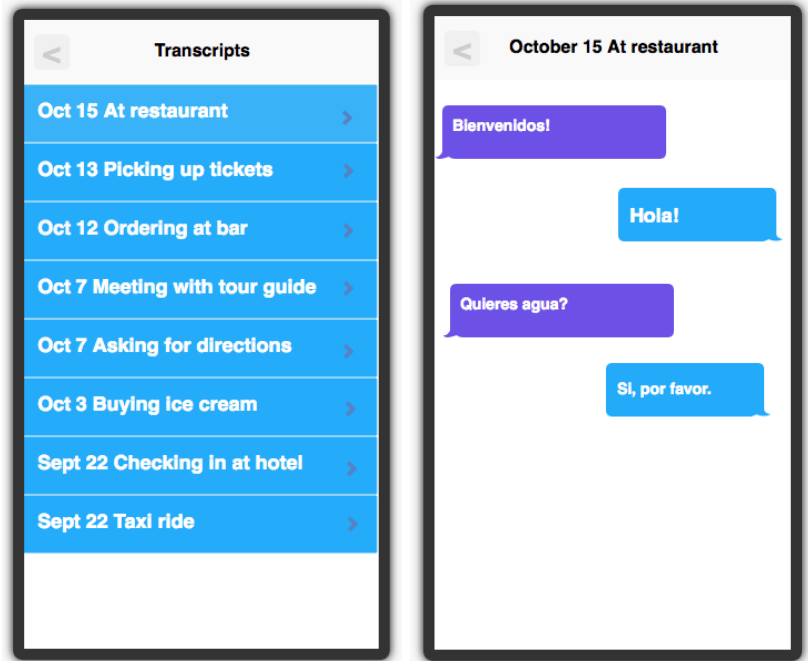 <
Transcripts
Oct 15 At restaurant
Oct 13 Picking up tickets
Oct 12 Ordering at bar
Oct 7 Meeting with tour guide
Oct 7 Asking for directions
Oct 3 Buying ice cream
Sept 22 Checking in at hotel
Sept 22 Taxi ride
<
October 15 At restaurant
Bienvenidos!
Hola!
Quieres agua?
Si, por favor.